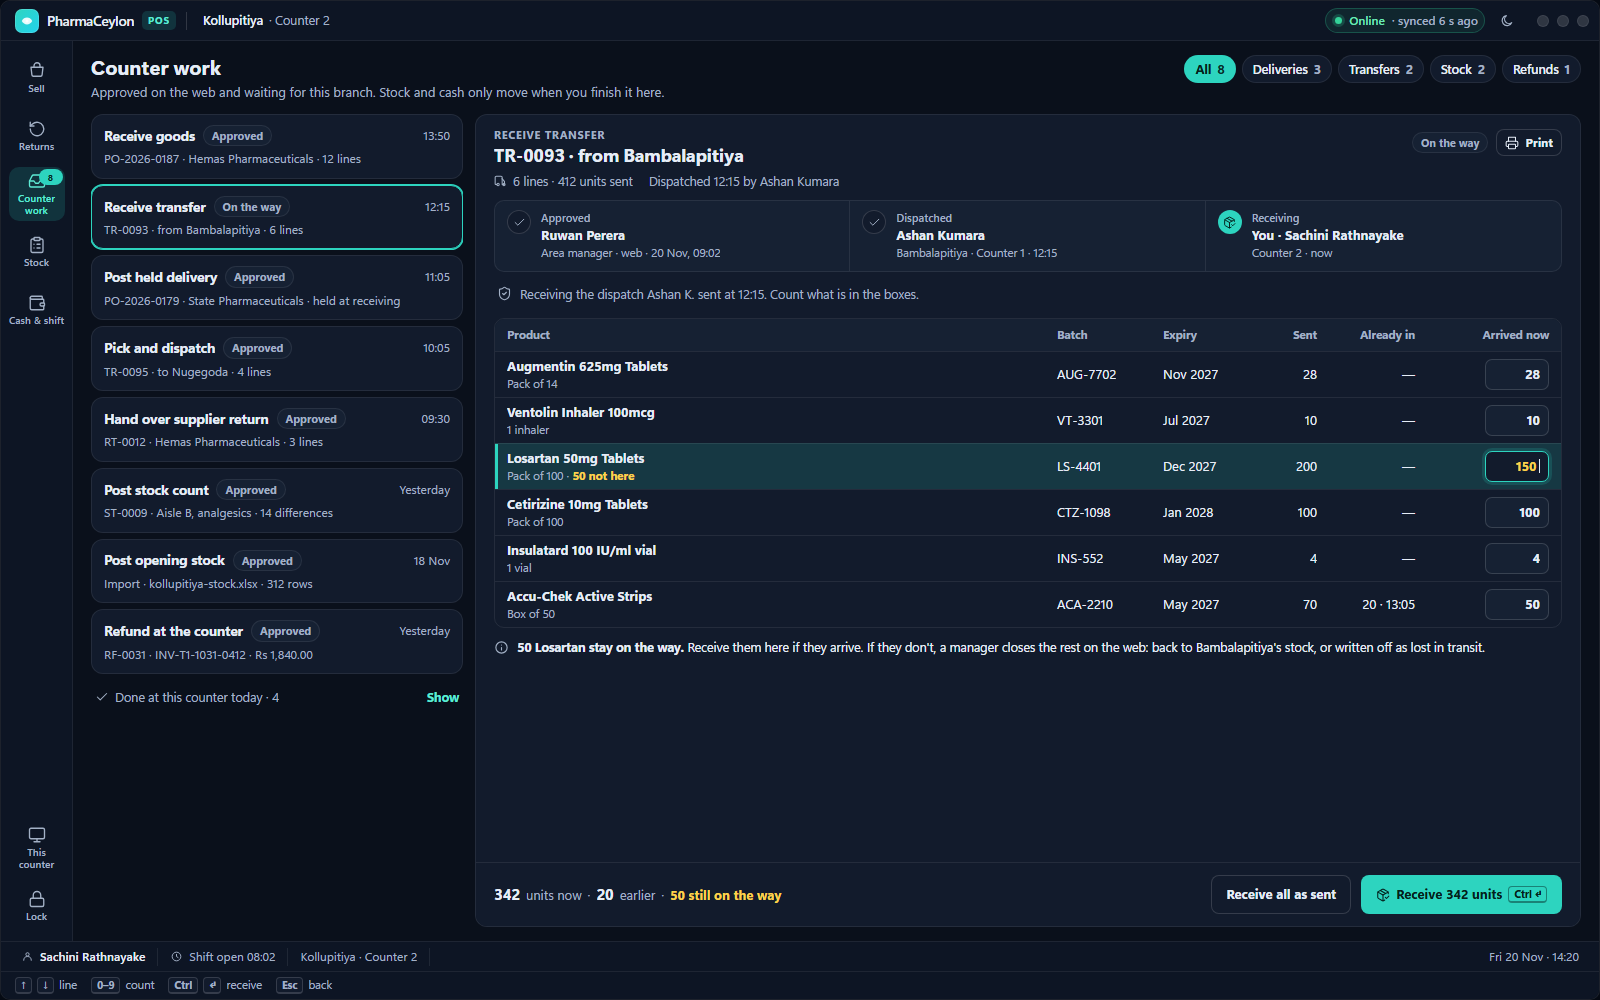 PharmaCeylon POS Kollupitiya · Counter 2
Online · synced 6 s ago
Sell
Returns
8
Counter work
Stock
Cash & shift
This counter
Lock
Counter work
Approved on the web and waiting for this branch. Stock and cash only move when you finish it here.
All 8 Deliveries 3 Transfers 2 Stock 2 Refunds 1
Receive goods Approved 13:50
PO-2026-0187 · Hemas Pharmaceuticals · 12 lines
Receive transfer On the way 12:15
TR-0093 · from Bambalapitiya · 6 lines
Post held delivery Approved 11:05
PO-2026-0179 · State Pharmaceuticals · held at receiving
Pick and dispatch Approved 10:05
TR-0095 · to Nugegoda · 4 lines
Hand over supplier return Approved 09:30
RT-0012 · Hemas Pharmaceuticals · 3 lines
Post stock count Approved Yesterday
ST-0009 · Aisle B, analgesics · 14 differences
Post opening stock Approved 18 Nov
Import · kollupitiya-stock.xlsx · 312 rows
Refund at the counter Approved Yesterday
RF-0031 · INV-T1-1031-0412 · Rs 1,840.00
Done at this counter today · 4 Show
RECEIVE TRANSFER
TR-0093 · from Bambalapitiya
On the way Print
6 lines · 412 units sent Dispatched 12:15 by Ashan Kumara
Approved
Ruwan Perera
Area manager · web · 20 Nov, 09:02
Dispatched
Ashan Kumara
Bambalapitiya · Counter 1 · 12:15
Receiving
You · Sachini Rathnayake
Counter 2 · now
Receiving the dispatch Ashan K. sent at 12:15. Count what is in the boxes.
Product Batch Expiry Sent Already in Arrived now
Augmentin 625mg Tablets
Pack of 14
AUG-7702 Nov 2027 28 — 28
Ventolin Inhaler 100mcg
1 inhaler
VT-3301 Jul 2027 10 — 10
Losartan 50mg Tablets
Pack of 100 · 50 not here
LS-4401 Dec 2027 200 — 150
Cetirizine 10mg Tablets
Pack of 100
CTZ-1098 Jan 2028 100 — 100
Insulatard 100 IU/ml vial
1 vial
INS-552 May 2027 4 — 4
Accu-Chek Active Strips
Box of 50
ACA-2210 May 2027 70 20 · 13:05 50
50 Losartan stay on the way. Receive them here if they arrive. If they don't, a manager closes the rest on the web: back to Bambalapitiya's stock, or written off as lost in transit.
342 units now · 20 earlier · 50 still on the way
Receive all as sent
Receive 342 units Ctrl ↵
Sachini Rathnayake Shift open 08:02 Kollupitiya · Counter 2
Fri 20 Nov · 14:20
↑ ↓ line 0–9 count Ctrl ↵ receive Esc back